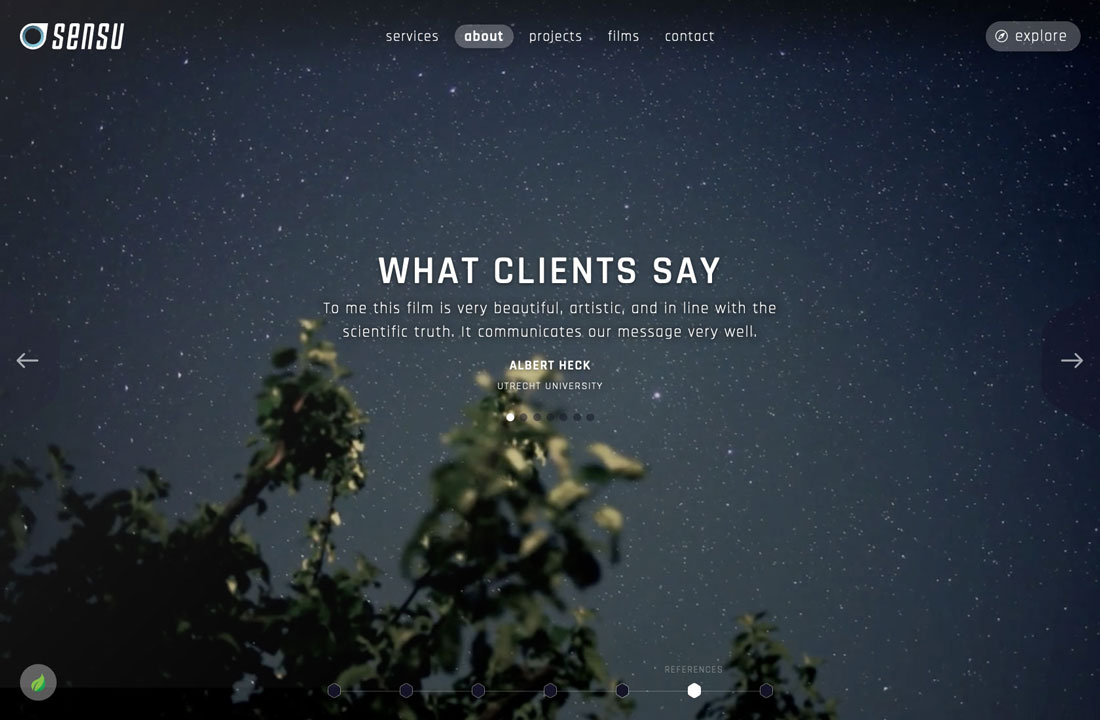 sensu
services
about
projects
films
contact
explore
WHAT CLIENTS SAY
To me this film is very beautiful, artistic, and in line with the
scientific truth. It communicates our message very well.
ALBERT HECK
UTRECHT UNIVERSITY
REFERENCES